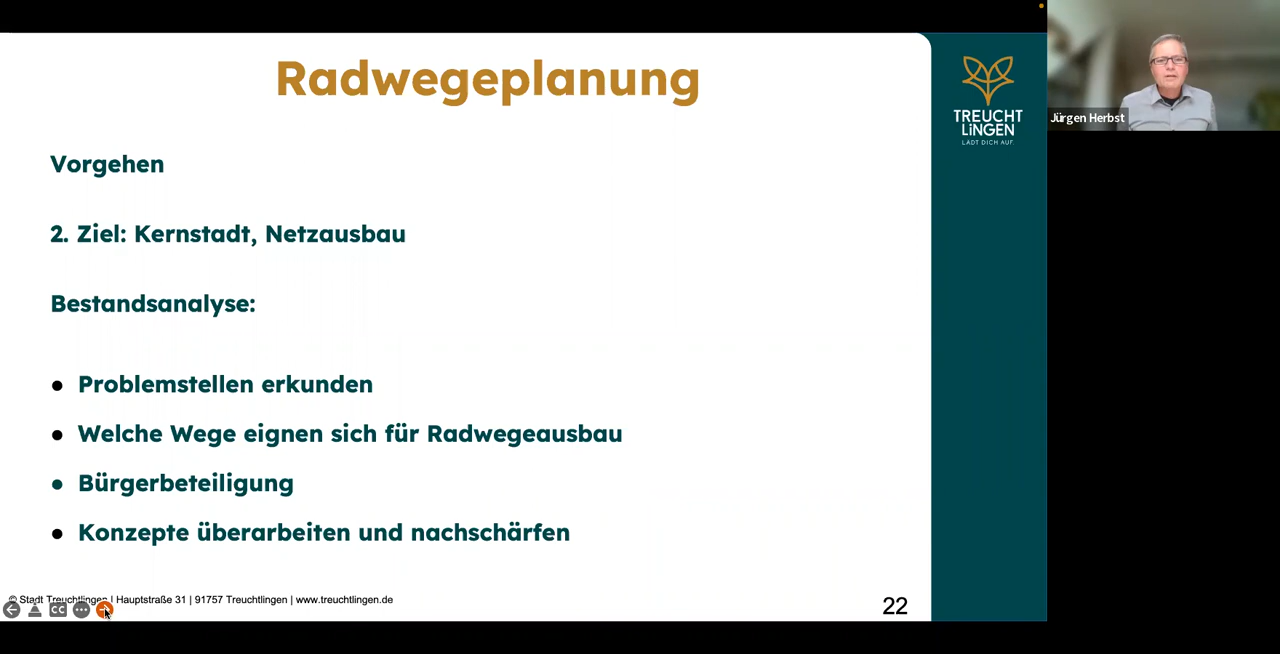 Radwegeplanung
TREUCHT
LINGEN
LÄDT DICH AUF.
Jürgen Herbst
Vorgehen
2. Ziel: Kernstadt, Netzausbau
Bestandsanalyse:
● Problemstellen erkunden
● Welche Wege eignen sich für Radwegeausbau
● Bürgerbeteiligung
● Konzepte überarbeiten und nachschärfen
© Stadt Treuchtlingen | Hauptstraße 31 | 91757 Treuchtlingen | www.treuchtlingen.de
CC
22